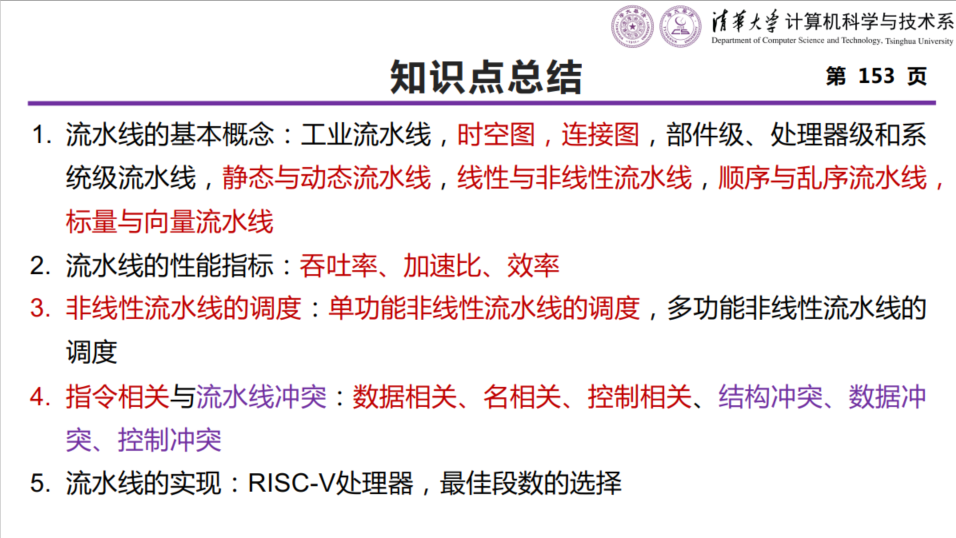 清华大学 计算机科学与技术系
Department of Computer Science and Technology, Tsinghua University
知识点总结
第 153 页
1. 流水线的基本概念：工业流水线，时空图，连接图，部件级、处理器级和系
统级流水线，静态与动态流水线，线性与非线性流水线，顺序与乱序流水线，
标量与向量流水线
2. 流水线的性能指标：吞吐率、加速比、效率
3. 非线性流水线的调度：单功能非线性流水线的调度，多功能非线性流水线的
调度
4. 指令相关与流水线冲突：数据相关、名相关、控制相关、结构冲突、数据冲
突、控制冲突
5. 流水线的实现：RISC-V处理器，最佳段数的选择